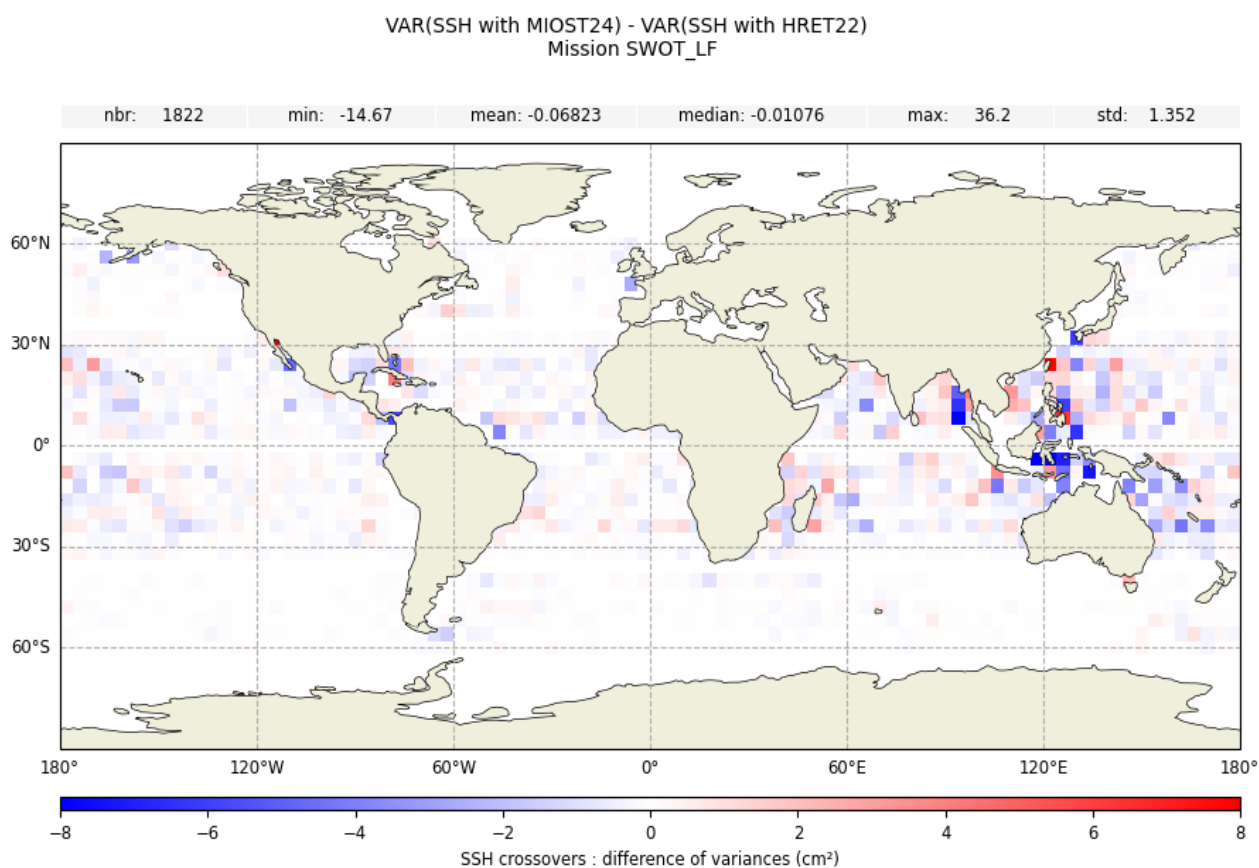 VAR(SSH with MIOST24) - VAR(SSH with HRET22)
Mission SWOT_LF
nbr: 1822 min: -14.67 mean: -0.06823 median: -0.01076 max: 36.2 std: 1.352
60°N
30°N
0°
30°S
60°S
180° 120°W 60°W 0° 60°E 120°E 180°
−8 −6 −4 −2 0 2 4 6 8
SSH crossovers : difference of variances (cm²)